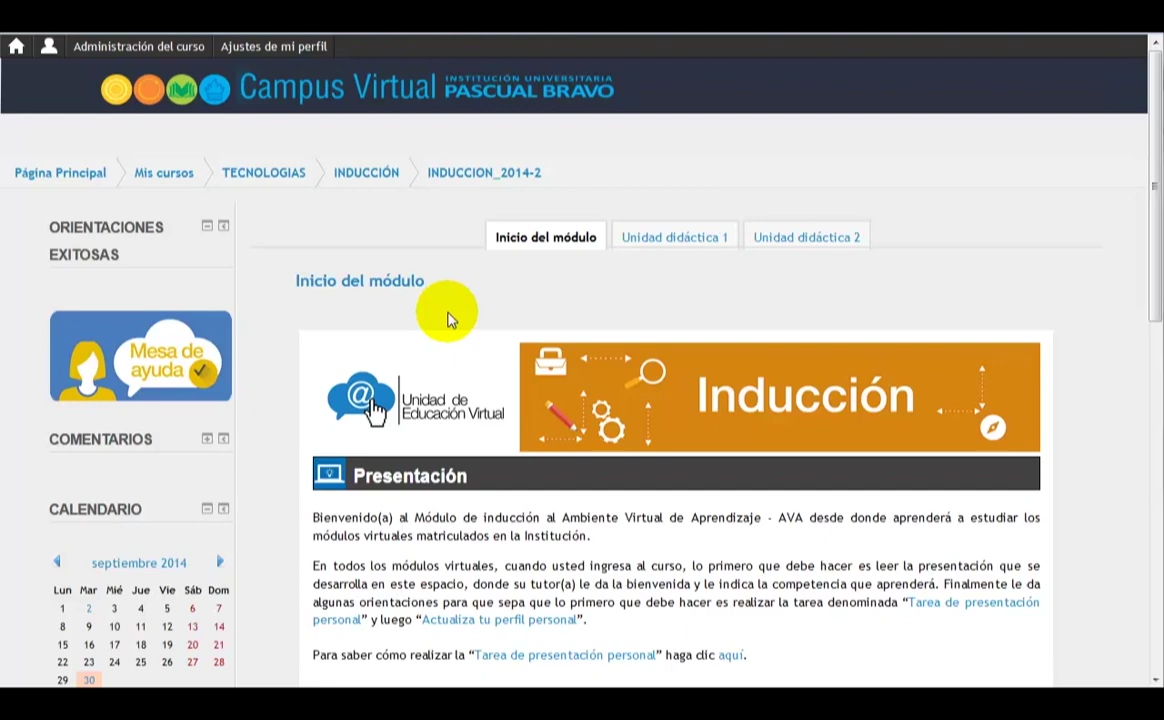 Administración del curso
Ajustes de mi perfil
Campus Virtual INSTITUCIÓN UNIVERSITARIA PASCUAL BRAVO
Página Principal
Mis cursos
TECNOLOGIAS
INDUCCIÓN
INDUCCION_2014-2
ORIENTACIONES
EXITOSAS
Mesa de
ayuda
COMENTARIOS
CALENDARIO
septiembre 2014
Lun Mar Mié Jue Vie Sáb Dom
1 2 3 4 5 6 7
8 9 10 11 12 13 14
15 16 17 18 19 20 21
22 23 24 25 26 27 28
29 30
Inicio del módulo
Unidad didáctica 1
Unidad didáctica 2
Inicio del módulo
@
Unidad de
Educación Virtual
Inducción
Presentación
Bienvenido(a) al Módulo de inducción al Ambiente Virtual de Aprendizaje - AVA desde donde aprenderá a estudiar los
módulos virtuales matriculados en la Institución.
En todos los módulos virtuales, cuando usted ingresa al curso, lo primero que debe hacer es leer la presentación que se
desarrolla en este espacio, donde su tutor(a) le da la bienvenida y le indica la competencia que aprenderá. Finalmente le da
algunas orientaciones para que sepa que lo primero que debe hacer es realizar la tarea denominada “Tarea de presentación
personal” y luego “Actualiza tu perfil personal”.
Para saber cómo realizar la “Tarea de presentación personal” haga clic aquí.